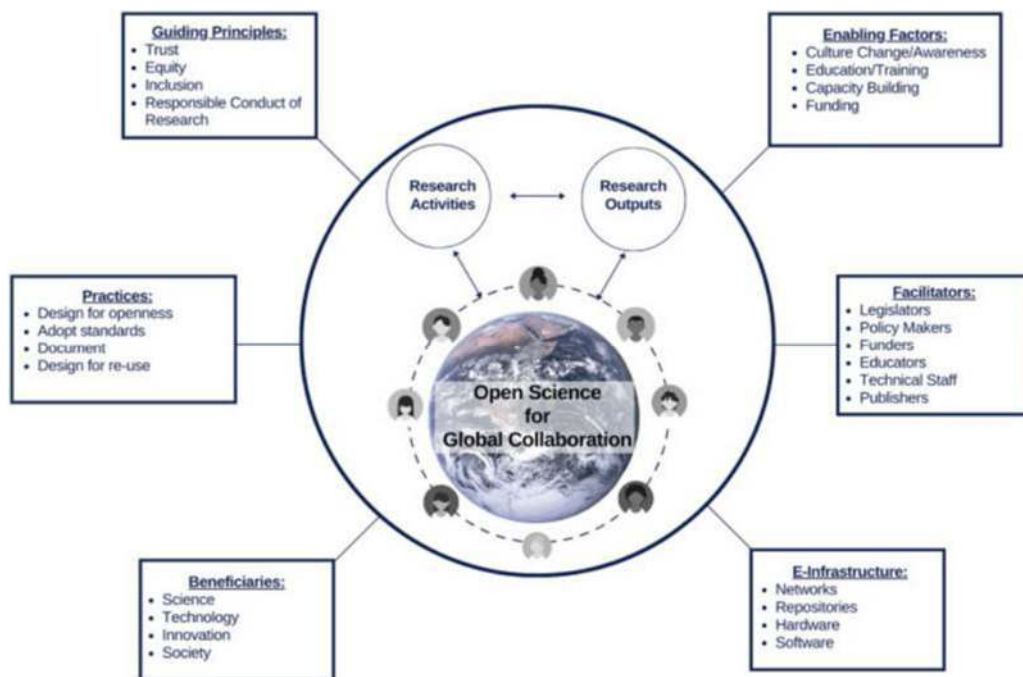 Guiding Principles:
• Trust
• Equity
• Inclusion
• Responsible Conduct of
Research
Enabling Factors:
• Culture Change/Awareness
• Education/Training
• Capacity Building
• Funding
Research
Activities
Research
Outputs
Practices:
• Design for openness
• Adopt standards
• Document
• Design for re-use
Facilitators:
• Legislators
• Policy Makers
• Funders
• Educators
• Technical Staff
• Publishers
Open Science
for
Global Collaboration
Beneficiaries:
• Science
• Technology
• Innovation
• Society
E-Infrastructure:
• Networks
• Repositories
• Hardware
• Software